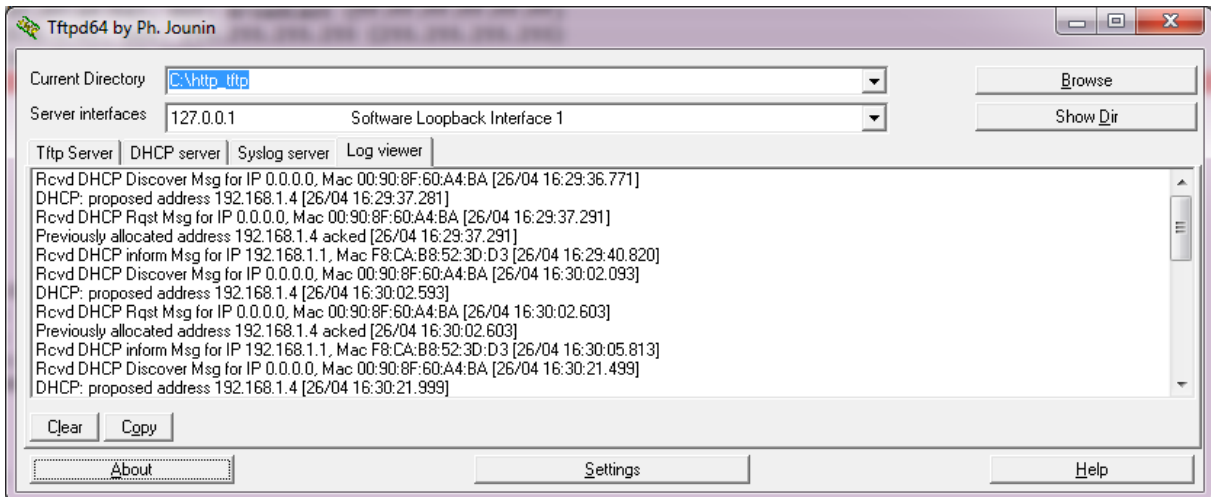 Tftpd64 by Ph. Jounin
Current Directory C:\http_tftp Browse
Server interfaces 127.0.0.1 Software Loopback Interface 1 Show Dir
Tftp Server DHCP server Syslog server Log viewer
Rcvd DHCP Discover Msg for IP 0.0.0.0, Mac 00:90:8F:60:A4:BA [26/04 16:29:36.771]
DHCP: proposed address 192.168.1.4 [26/04 16:29:37.281]
Rcvd DHCP Rqst Msg for IP 0.0.0.0, Mac 00:90:8F:60:A4:BA [26/04 16:29:37.291]
Previously allocated address 192.168.1.4 acked [26/04 16:29:37.291]
Rcvd DHCP inform Msg for IP 192.168.1.1, Mac F8:CA:B8:52:3D:D3 [26/04 16:29:40.820]
Rcvd DHCP Discover Msg for IP 0.0.0.0, Mac 00:90:8F:60:A4:BA [26/04 16:30:02.093]
DHCP: proposed address 192.168.1.4 [26/04 16:30:02.593]
Rcvd DHCP Rqst Msg for IP 0.0.0.0, Mac 00:90:8F:60:A4:BA [26/04 16:30:02.603]
Previously allocated address 192.168.1.4 acked [26/04 16:30:02.603]
Rcvd DHCP inform Msg for IP 192.168.1.1, Mac F8:CA:B8:52:3D:D3 [26/04 16:30:05.813]
Rcvd DHCP Discover Msg for IP 0.0.0.0, Mac 00:90:8F:60:A4:BA [26/04 16:30:21.499]
DHCP: proposed address 192.168.1.4 [26/04 16:30:21.999]
Clear Copy
About Settings Help